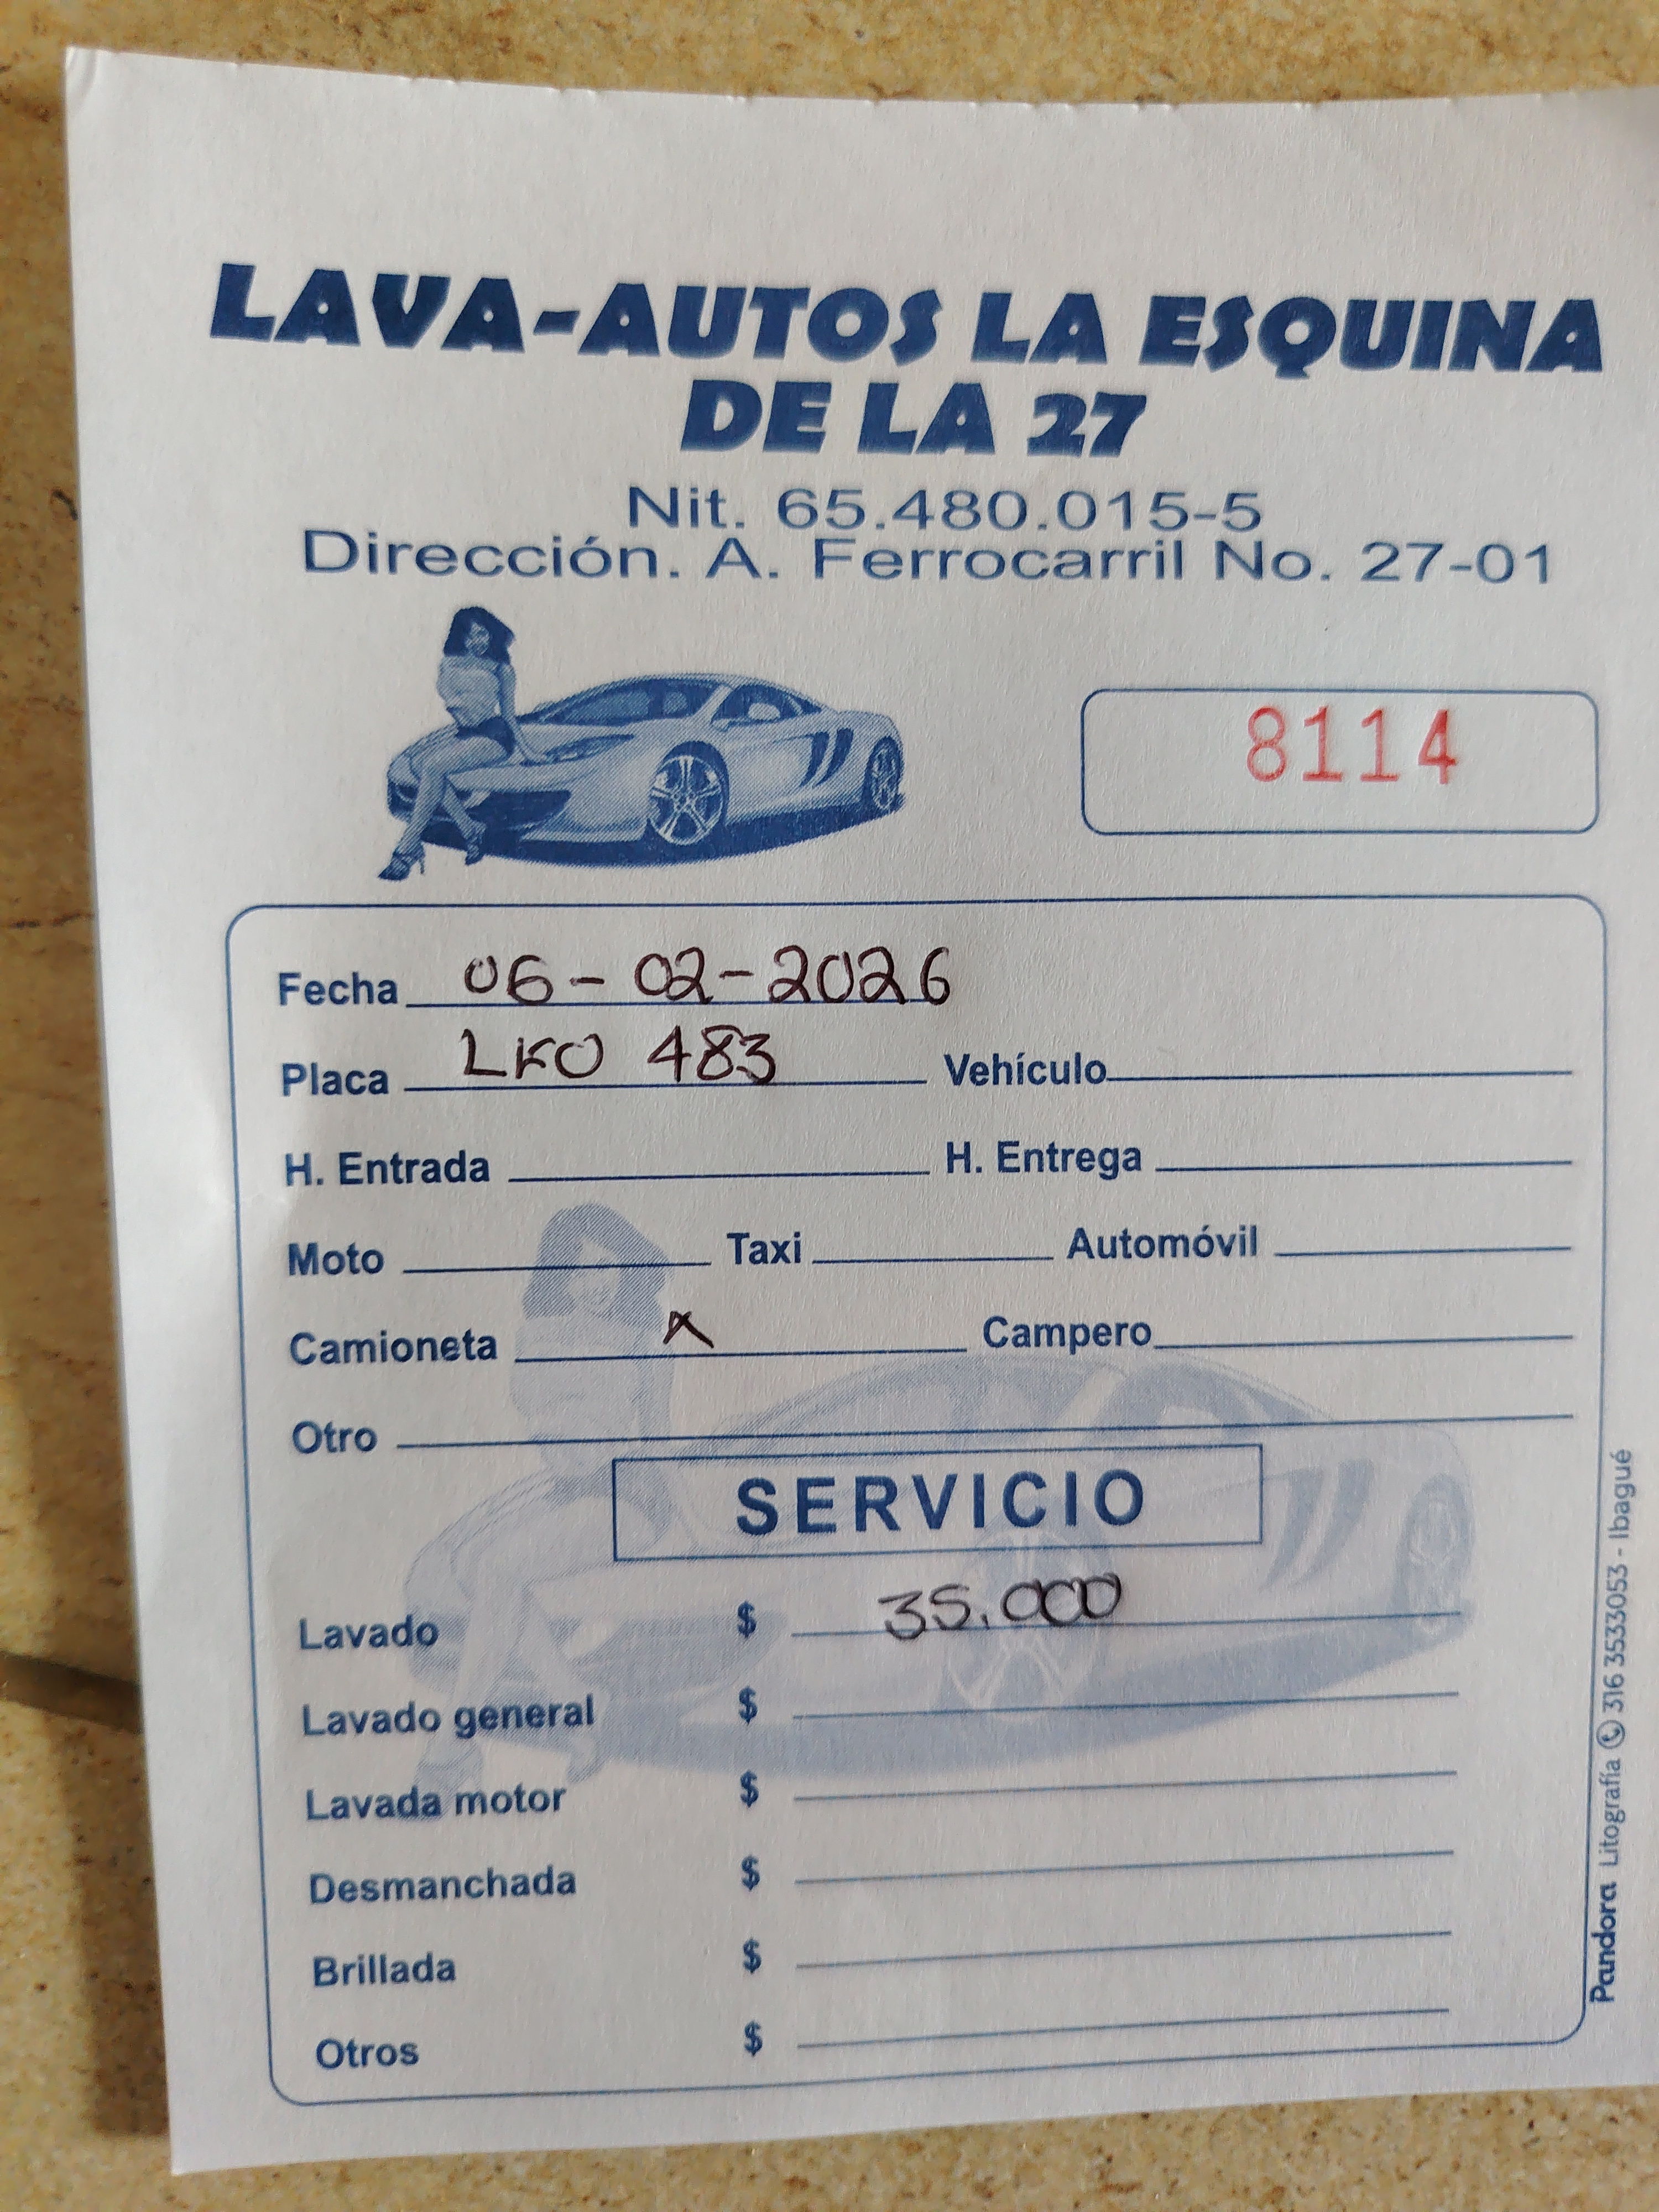 LAVA-AUTOS LA ESQUINA
DE LA 27
Nit. 65.480.015-5
Dirección. A. Ferrocarril No. 27-01
8114
Fecha 06-02-2026
Placa LKO 483 Vehículo
H. Entrada H. Entrega
Moto Taxi Automóvil
Camioneta X Campero
Otro
SERVICIO
Lavado $ 35.000
Lavado general $
Lavada motor $
Desmanchada $
Brillada $
Otros $
Pandora Litografía 316 3533053 - Ibagué